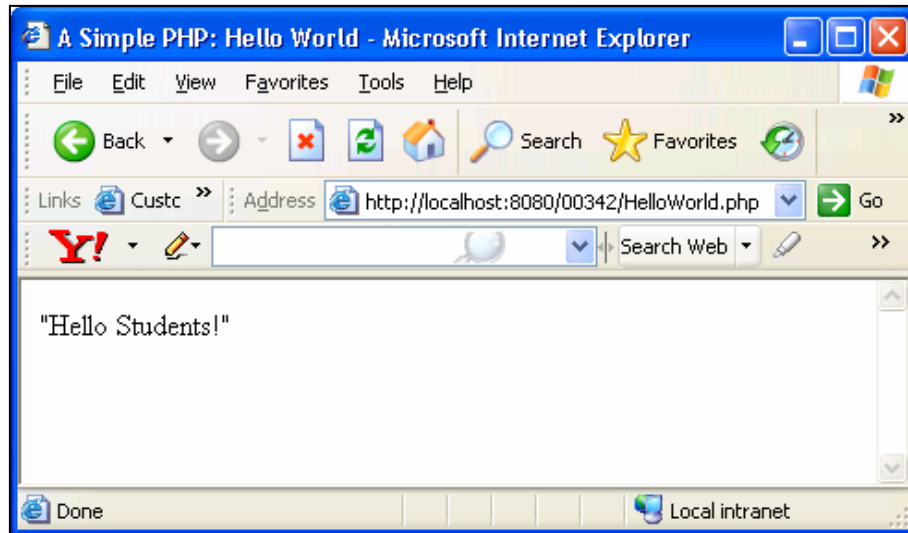 A Simple PHP: Hello World - Microsoft Internet Explorer
File Edit View Favorites Tools Help
Back Search Favorites »
Links Custc » Address http://localhost:8080/00342/HelloWorld.php Go
Y! Search Web »
"Hello Students!"
Done Local intranet